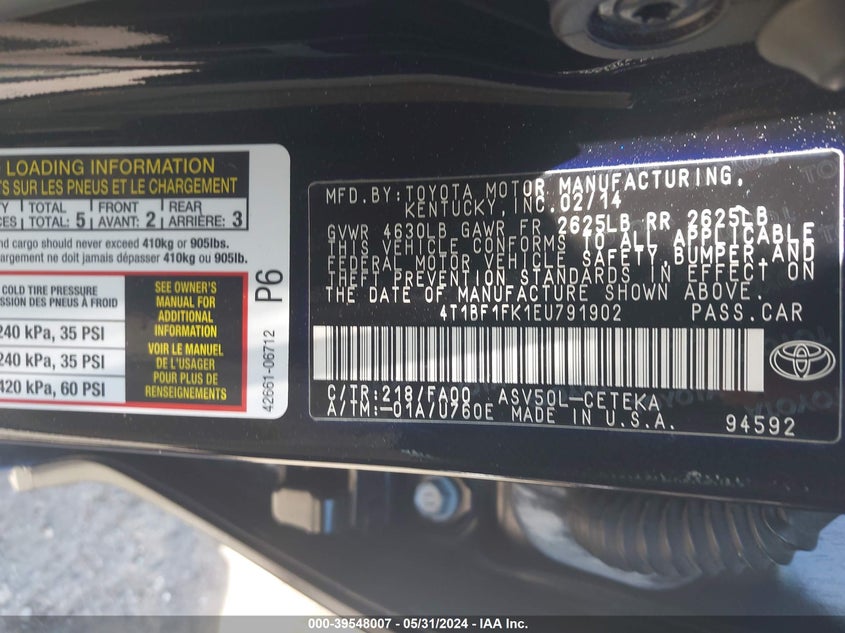 LOADING INFORMATION
TS SUR LES PNEUS ET LE CHARGEMENT
TOTAL FRONT REAR
TOTAL: 5 AVANT: 2 ARRIÈRE: 3
and cargo should never exceed 410kg or 905lbs.
argement ne doit jamais dépasser 410kg ou 905lb.
COLD TIRE PRESSURE
SSION DES PNEUS À FROID
240 kPa, 35 PSI
240 kPa, 35 PSI
420 kPa, 60 PSI
SEE OWNER'S
MANUAL FOR
ADDITIONAL
INFORMATION
VOIR LE MANUEL
DE L'USAGER
POUR PLUS DE
RENSEIGNEMENTS
P6
42661-06712
MFD. BY: TOYOTA MOTOR MANUFACTURING,
KENTUCKY, INC. 02/14
GVWR 4630LB GAWR FR 2625LB RR 2625LB
THIS VEHICLE CONFORMS TO ALL APPLICABLE
FEDERAL MOTOR VEHICLE SAFETY, BUMPER, AND
THEFT PREVENTION STANDARDS IN EFFECT ON
THE DATE OF MANUFACTURE SHOWN ABOVE.
4T1BF1FK1EU791902 PASS.CAR
C/TR: 218/FA00 ASV50L-CETEKA
A/TM: -01A/U760E MADE IN U.S.A.
94592
000-39548007 - 05/31/2024 - IAA Inc.